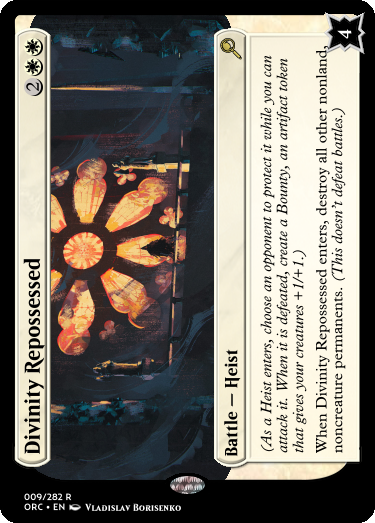 Divinity Repossessed
2
Battle — Heist
(As a Heist enters, choose an opponent to protect it while you can
attack it. When it is defeated, create a Bounty, an artifact token
that gives your creatures +1/+1.)
When Divinity Repossessed enters, destroy all other nonland,
noncreature permanents. (This doesn't defeat battles.)
4
009/282 R
ORC • EN Vladislav Borisenko